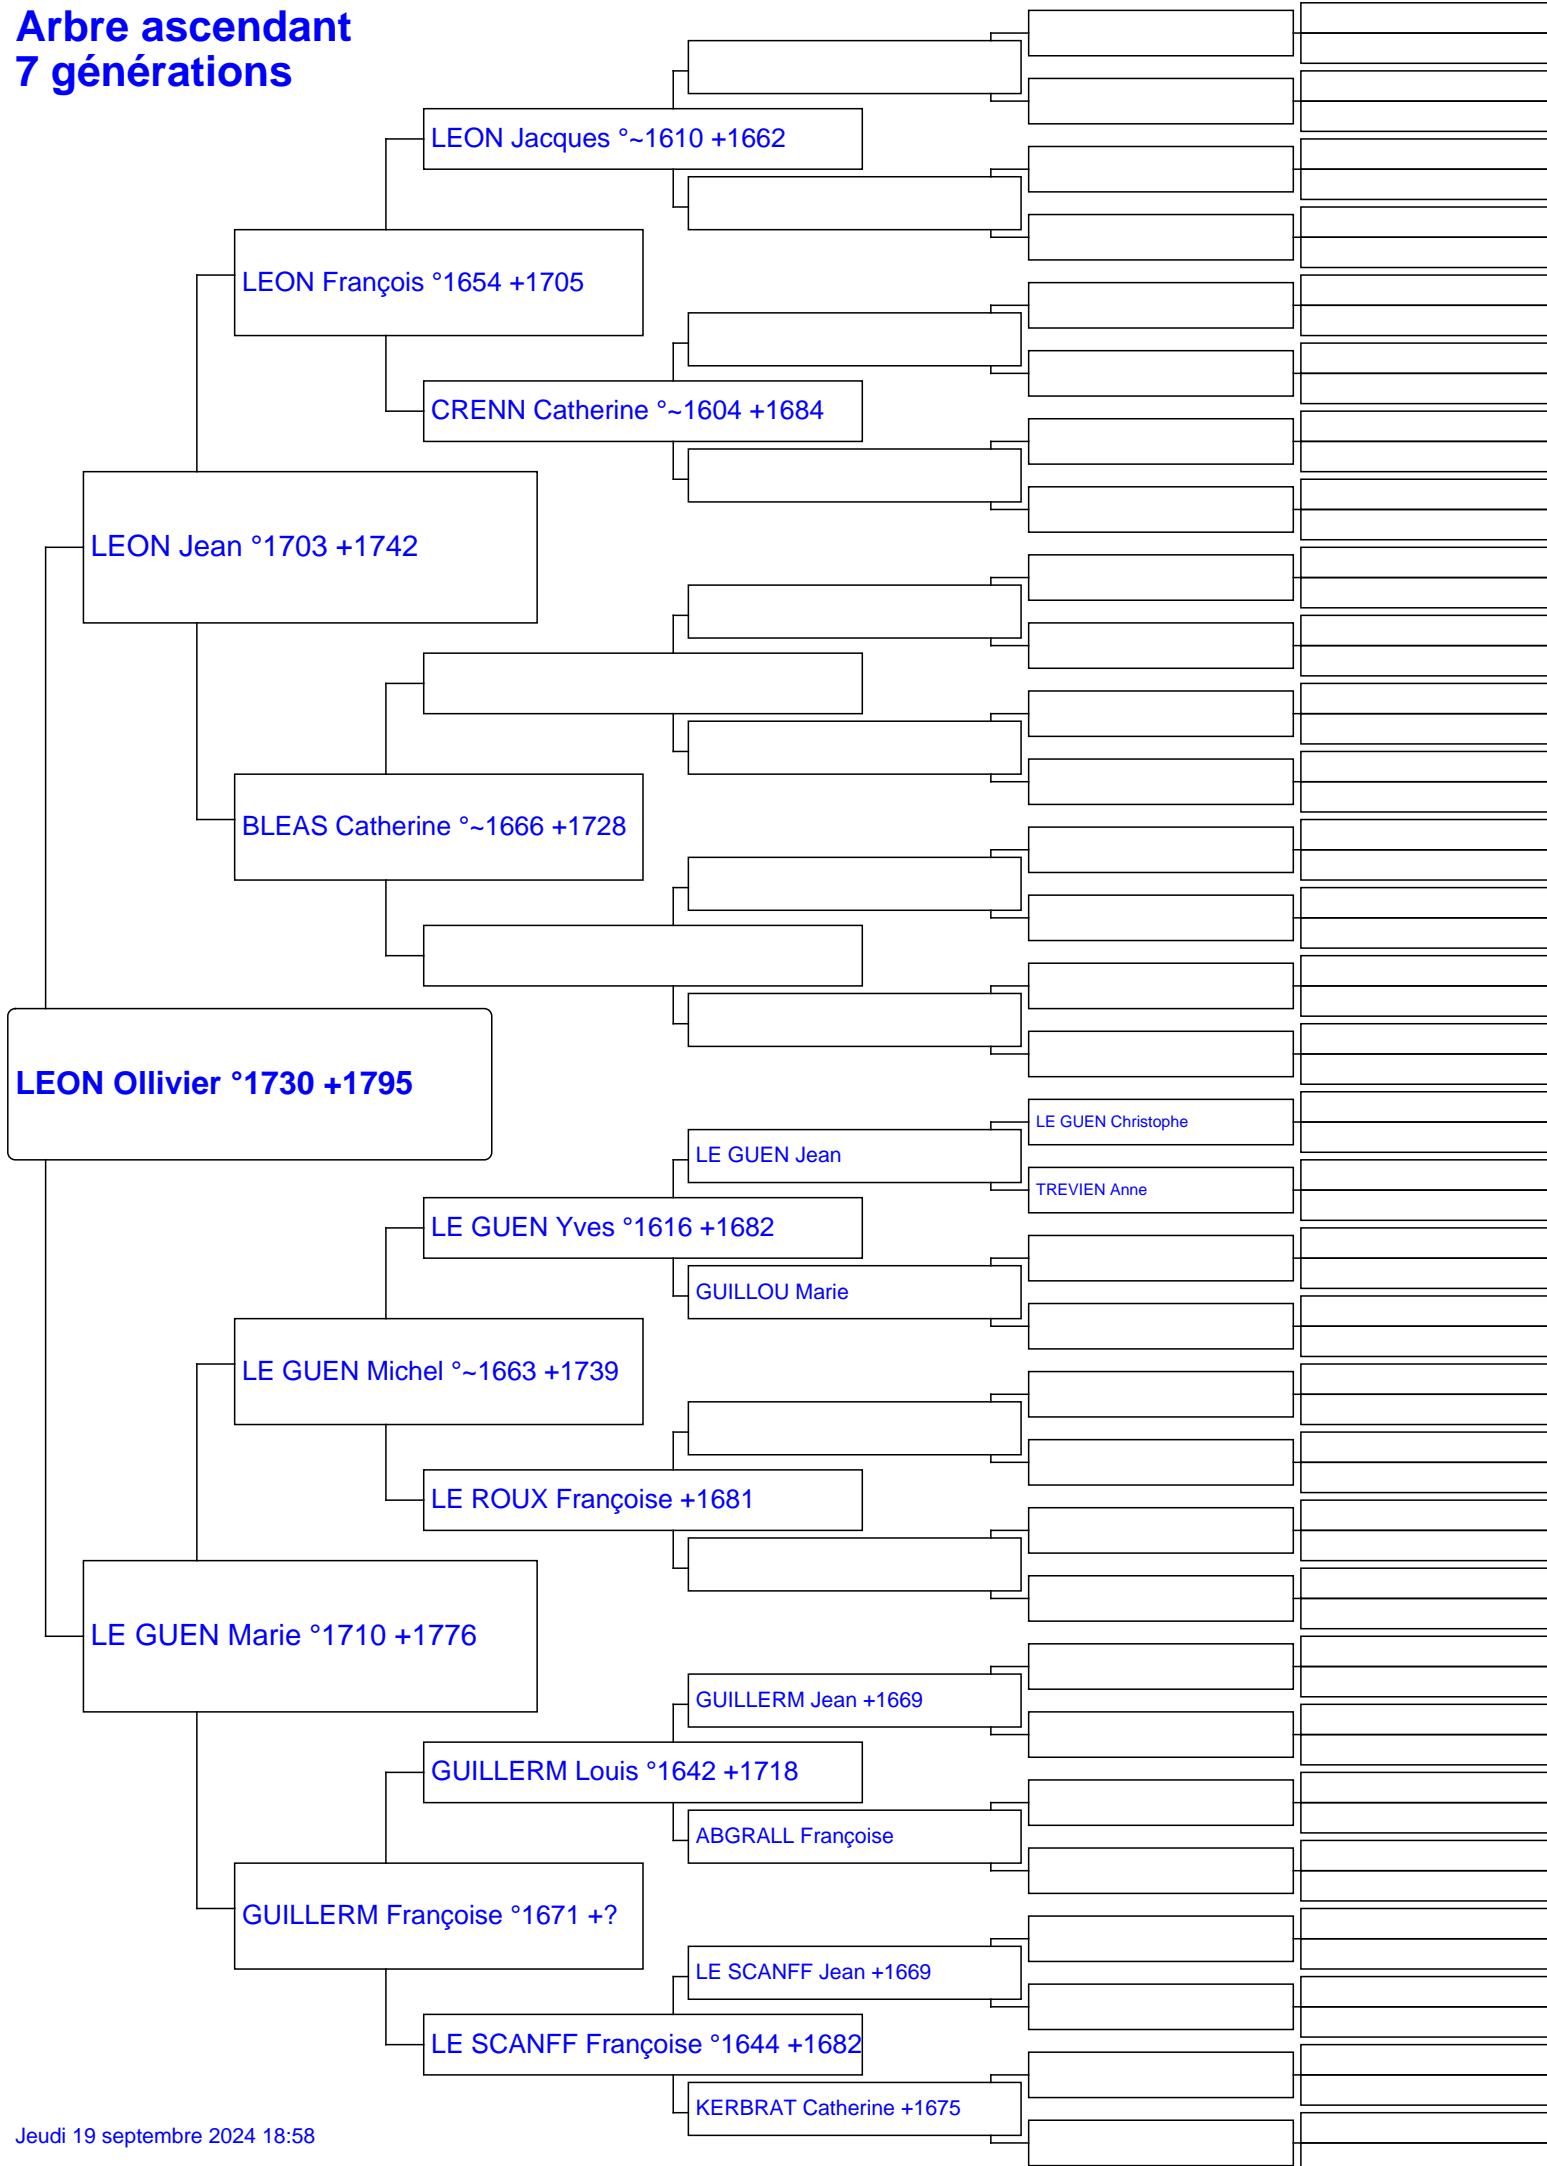 Arbre ascendant
7 générations
LEON Jacques °~1610 +1662
LEON François °1654 +1705
CRENN Catherine °~1604 +1684
LEON Jean °1703 +1742
BLEAS Catherine °~1666 +1728
LEON Ollivier °1730 +1795
LE GUEN Christophe
LE GUEN Jean
TREVIEN Anne
LE GUEN Yves °1616 +1682
GUILLOU Marie
LE GUEN Michel °~1663 +1739
LE ROUX Françoise +1681
LE GUEN Marie °1710 +1776
GUILLERM Jean +1669
GUILLERM Louis °1642 +1718
ABGRALL Françoise
GUILLERM Françoise °1671 +?
LE SCANFF Jean +1669
LE SCANFF Françoise °1644 +1682
KERBRAT Catherine +1675
Jeudi 19 septembre 2024 18:58